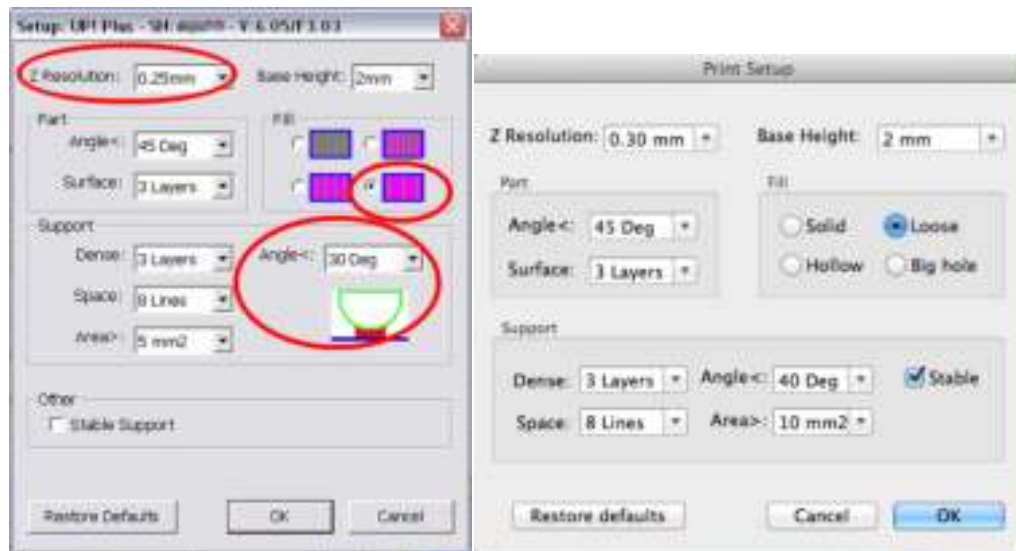 Setup: UP! Plus - SH: - V: 6.05/F3.03
Z Resolution: 0.25mm Base Height: 2mm
Part
Fill
Angle<: 45 Deg
Surface: 3 Layers
Support
Dense: 3 Layers Angle<: 30 Deg
Space: 8 Lines
Area>: 5 mm2
Other
Stable Support
Restore Defaults OK Cancel
Print Setup
Z Resolution: 0.30 mm Base Height: 2 mm
Part
Fill
Angle<: 45 Deg Solid Loose
Surface: 3 Layers Hollow Big hole
Support
Dense: 3 Layers Angle<: 40 Deg Stable
Space: 8 Lines Area>: 10 mm2
Restore defaults Cancel OK